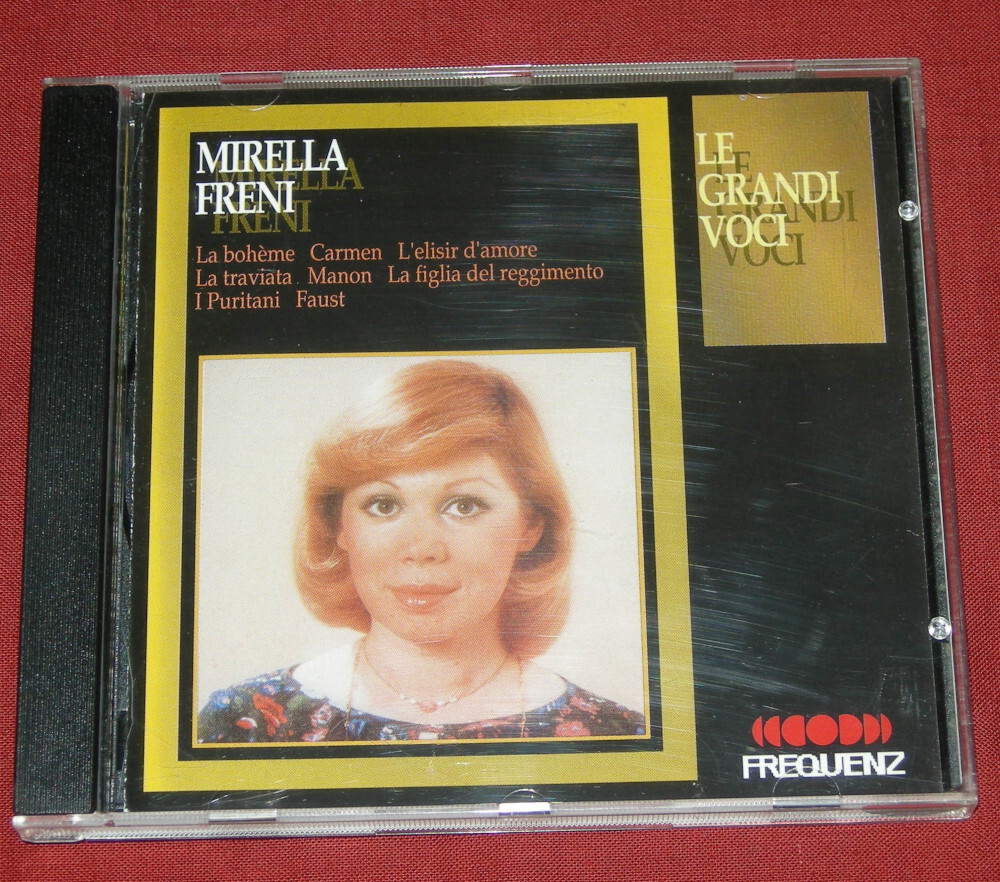 MIRELLA
FRENI
La bohème Carmen L'elisir d'amore
La traviata Manon La figlia del reggimento
I Puritani Faust
LE
GRANDI
VOCI
FREQUENZ